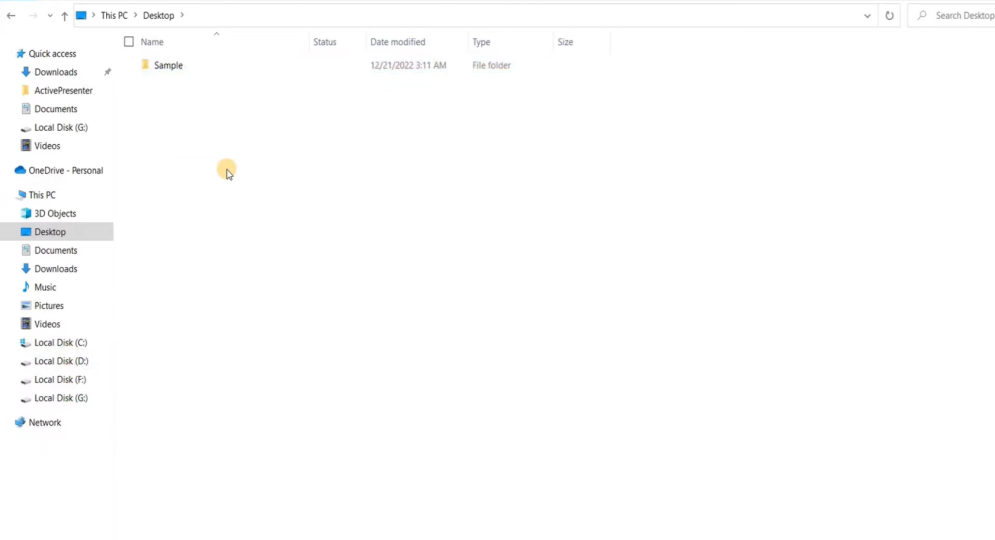 This PC > Desktop >
Search Desktop
Name
Status
Date modified
Type
Size
Sample
12/21/2022 3:11 AM
File folder
Quick access
Downloads
ActivePresenter
Documents
Local Disk (G:)
Videos
OneDrive - Personal
This PC
3D Objects
Desktop
Documents
Downloads
Music
Pictures
Videos
Local Disk (C:)
Local Disk (D:)
Local Disk (F:)
Local Disk (G:)
Network